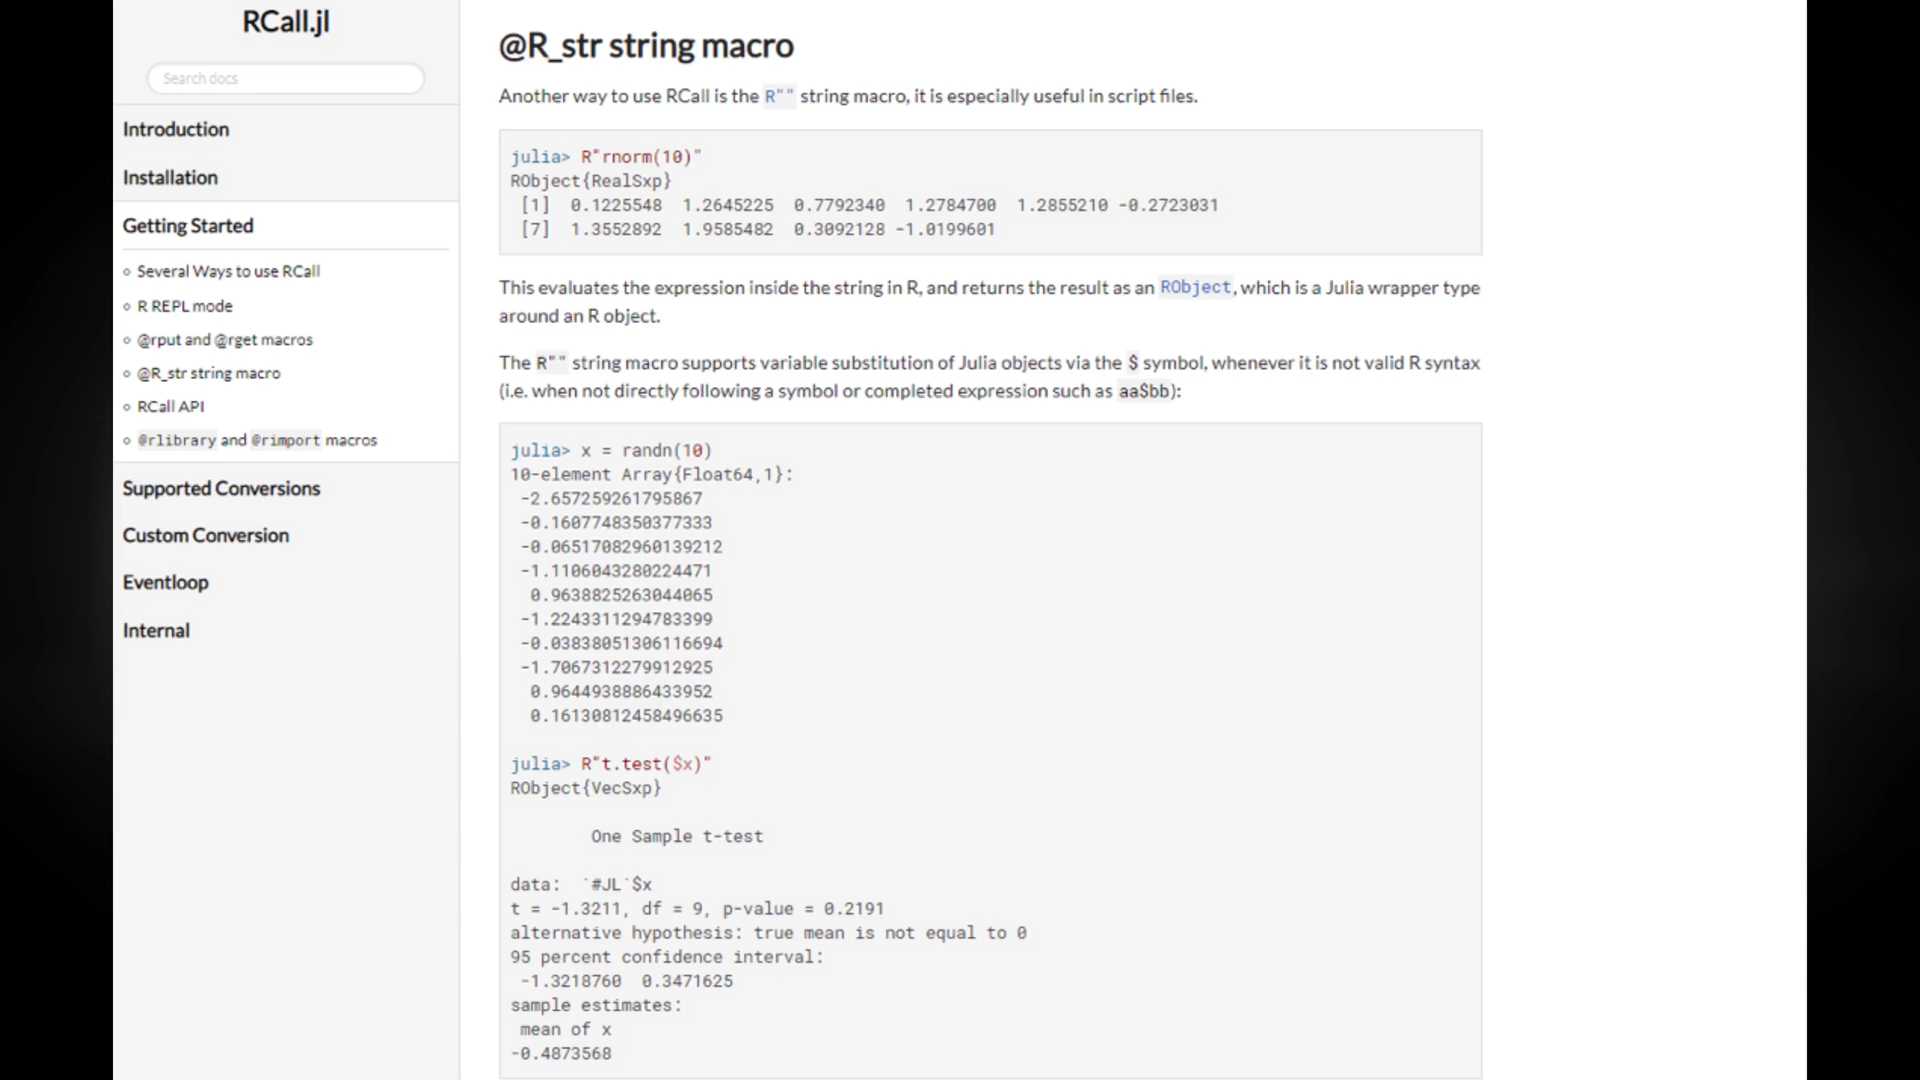 RCall.jl
Search docs
Introduction
Installation
Getting Started
Several Ways to use RCall
R REPL mode
@rput and @rget macros
@R_str string macro
RCall API
@rlibrary and @rimport macros
Supported Conversions
Custom Conversion
Eventloop
Internal
@R_str string macro
Another way to use RCall is the R"" string macro, it is especially useful in script files.
julia> R"rnorm(10)"
RObject{RealSxp}
[1] 0.1225548 1.2645225 0.7792340 1.2784700 1.2855210 -0.2723031
[7] 1.3552892 1.9585482 0.3092128 -1.0199601
This evaluates the expression inside the string in R, and returns the result as an RObject, which is a Julia wrapper type
around an R object.
The R"" string macro supports variable substitution of Julia objects via the $ symbol, whenever it is not valid R syntax
(i.e. when not directly following a symbol or completed expression such as aa$bb):
julia> x = randn(10)
10-element Array{Float64,1}:
-2.657259261795867
-0.1607748350377333
-0.06517082960139212
-1.1106043280224471
0.9638825263044065
-1.2243311294783399
-0.03838051306116694
-1.7067312279912925
0.9644938886433952
0.16130812458496635
julia> R"t.test($x)"
RObject{VecSxp}
One Sample t-test
data: `#JL`$x
t = -1.3211, df = 9, p-value = 0.2191
alternative hypothesis: true mean is not equal to 0
95 percent confidence interval:
-1.3218760 0.3471625
sample estimates:
mean of x
-0.4873568